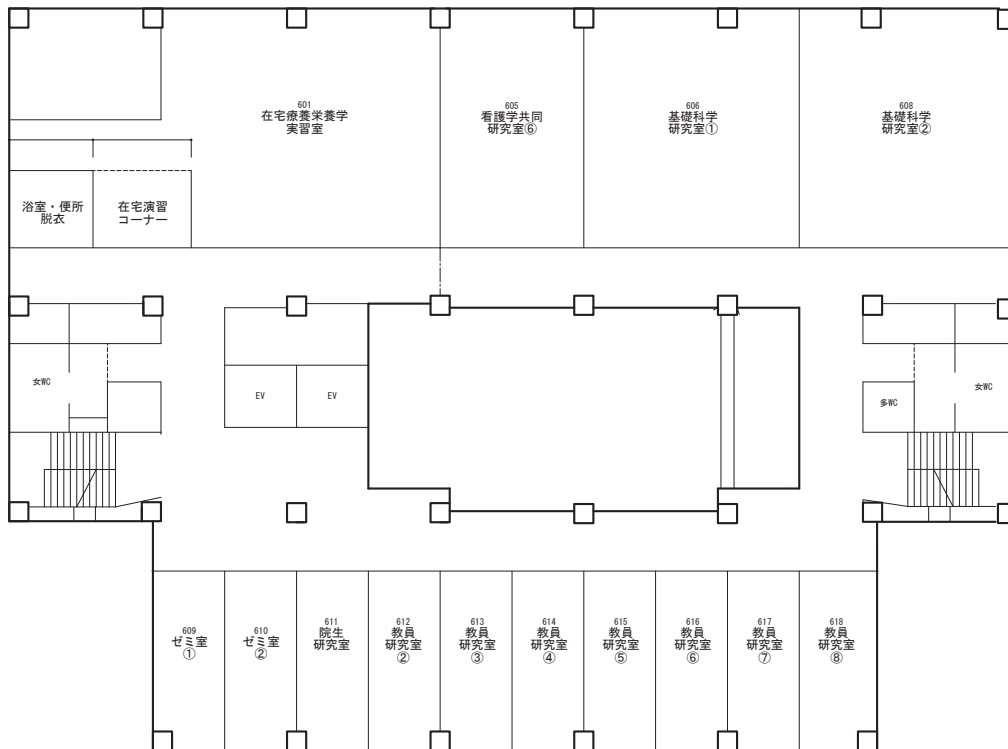 601
在宅療養栄養学
実習室
605
看護学共同
研究室⑥
606
基礎科学
研究室①
608
基礎科学
研究室②
浴室・便所
脱衣
在宅演習
コーナー
女WC
EV
EV
多WC
女WC
609
ゼミ室
①
610
ゼミ室
②
611
院生
研究室
612
教員
研究室
②
613
教員
研究室
③
614
教員
研究室
④
615
教員
研究室
⑤
616
教員
研究室
⑥
617
教員
研究室
⑦
618
教員
研究室
⑧